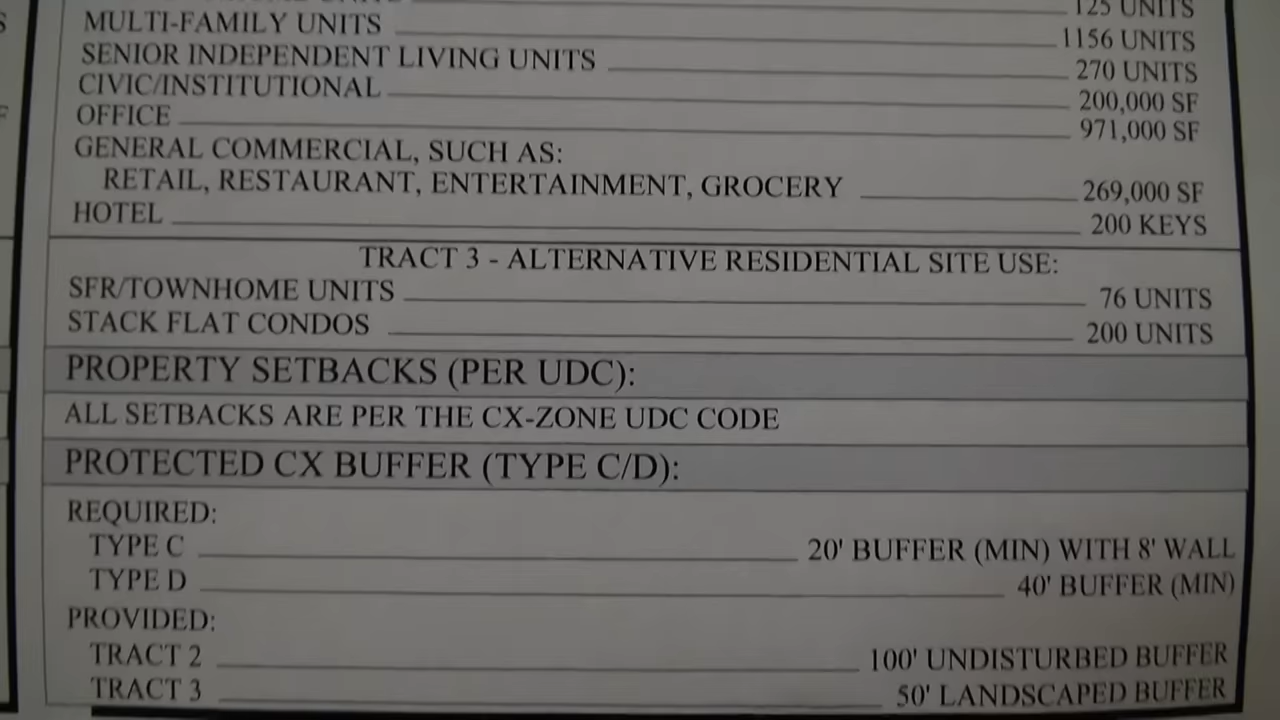 125 UNITS
MULTI-FAMILY UNITS 1156 UNITS
SENIOR INDEPENDENT LIVING UNITS 270 UNITS
CIVIC/INSTITUTIONAL 200,000 SF
OFFICE 971,000 SF
GENERAL COMMERCIAL, SUCH AS:
RETAIL, RESTAURANT, ENTERTAINMENT, GROCERY 269,000 SF
HOTEL 200 KEYS
TRACT 3 - ALTERNATIVE RESIDENTIAL SITE USE:
SFR/TOWNHOME UNITS 76 UNITS
STACK FLAT CONDOS 200 UNITS
PROPERTY SETBACKS (PER UDC):
ALL SETBACKS ARE PER THE CX-ZONE UDC CODE
PROTECTED CX BUFFER (TYPE C/D):
REQUIRED:
TYPE C 20' BUFFER (MIN) WITH 8' WALL
TYPE D 40' BUFFER (MIN)
PROVIDED:
TRACT 2 100' UNDISTURBED BUFFER
TRACT 3 50' LANDSCAPED BUFFER